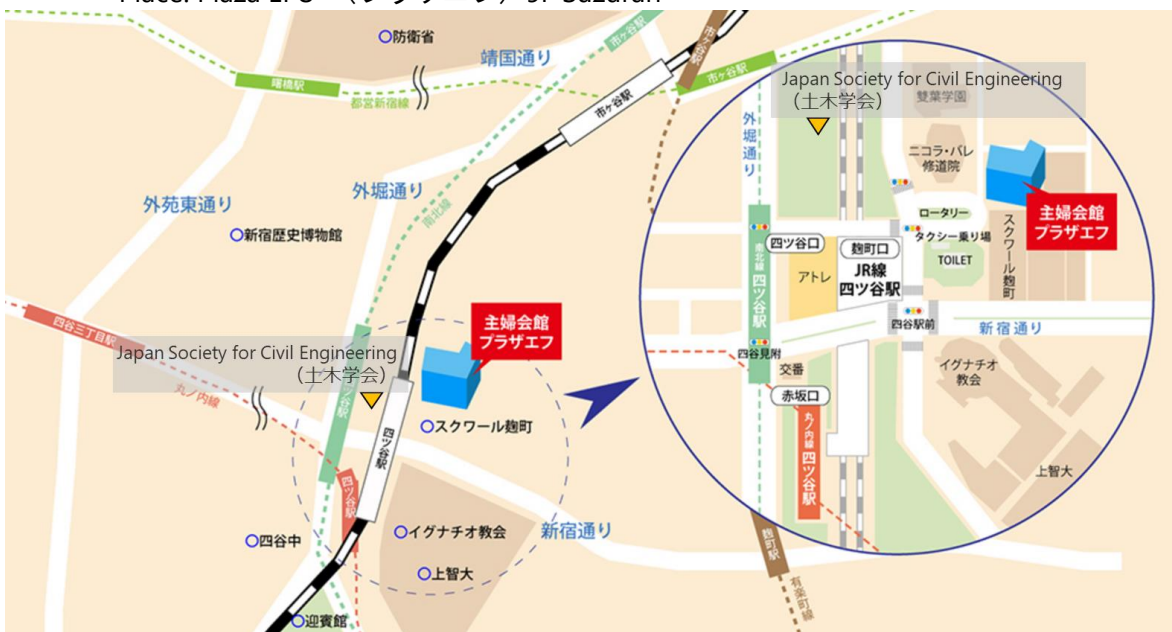 Place: Plaza
Suzuran
防衛省
靖国通り
市ヶ谷駅
市ヶ谷駅
市ヶ谷駅
曙橋駅
都営新宿線
市ヶ谷駅
外堀通り
外苑東通り
南北線
新宿歴史博物館
四谷三丁目駅
主婦会館
プラザエフ
Japan Society for Civil Engineering
（土木学会）
丸ノ内線
スクワール麹町
四ツ谷駅
四ツ谷駅
イグナチオ教会
新宿通り
四谷中
上智大
迎賓館
Japan Society for Civil Engineering
（土木学会）
雙葉学園
外堀通り
ニコラ・バレ
修道院
主婦会館
プラザエフ
ロータリー
タクシー乗り場
TOILET
スクワール麹町
四ツ谷口
麹町口
アトレ
JR線
四ツ谷駅
南北線 四ツ谷駅
四谷駅前
新宿通り
四谷見附
交番
赤坂口
丸ノ内線 四ツ谷駅
イグナチオ
教会
上智大
麹町駅
有楽町線